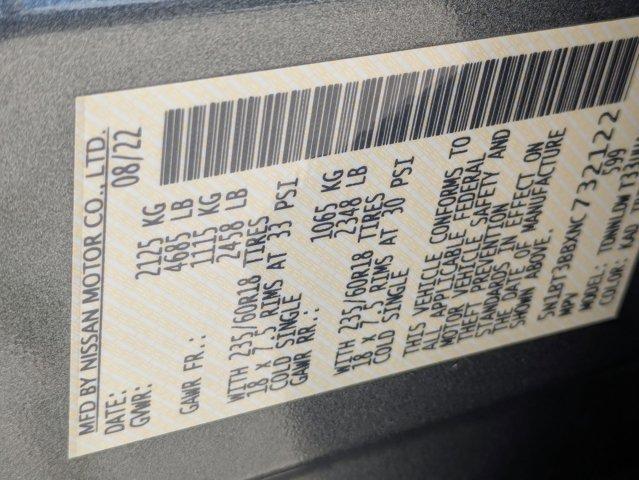 MFD BY NISSAN MOTOR CO., LTD.
DATE: 08/22
GVWR: 2125 KG
4685 LB
GAWR FR.: 1115 KG
2458 LB
WITH 235/60R18 TIRES
18 x 7.5 RIMS AT 33 PSI
COLD SINGLE
GAWR RR.: 1065 KG
2348 LB
WITH 235/60R18 TIRES
18 x 7.5 RIMS AT 30 PSI
COLD SINGLE
THIS VEHICLE CONFORMS TO
ALL APPLICABLE FEDERAL
MOTOR VEHICLE SAFETY AND
THEFT PREVENTION
STANDARDS IN EFFECT ON
THE DATE OF MANUFACTURE
SHOWN ABOVE.
5N1BT3BBXNC732122
MPV 599
MODEL:
COLOR: KAD